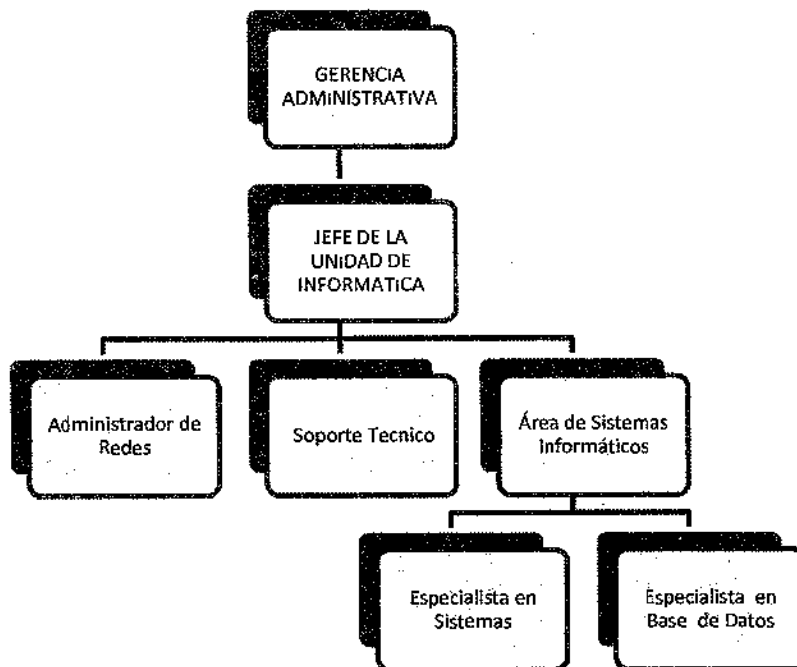 GERENCIA
ADMINISTRATIVA
JEFE DE LA
UNIDAD DE
INFORMATICA
Administrador de
Redes
Soporte Tecnico
Área de Sistemas
Informáticos
Especialista en
Sistemas
Especialista en
Base de Datos